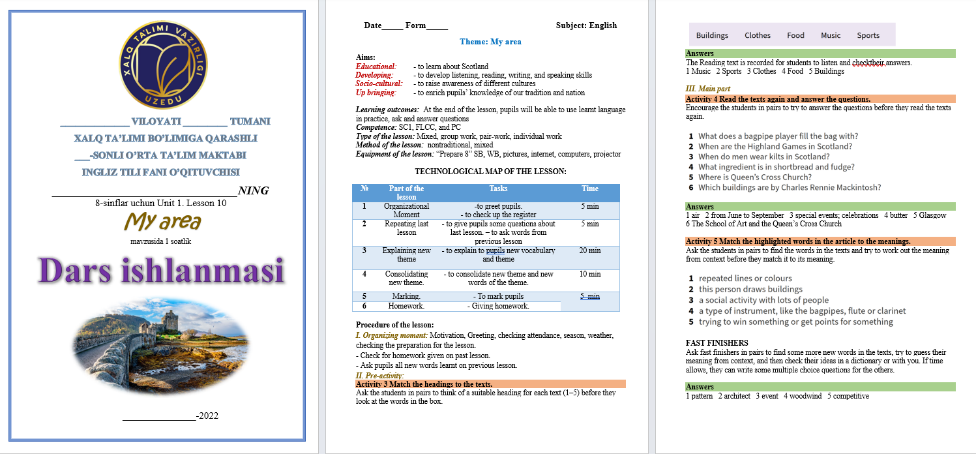 XALQ TALIMI VAZIRLIGI
UZEDU
______________ VILOYATI _________ TUMANI
XALQ TA'LIMI BO'LIMIGA QARASHLI
___-SONLI O'RTA TA'LIM MAKTABI
INGLIZ TILI FANI O'QITUVCHISI
___________________________________NING
8-sinflar uchun Unit 1. Lesson 10
My area
mavzusida 1 soatlik
Dars ishlanmasi
_______________-2022
Date_____ Form_____ Subject: English
Theme: My area
Aims:
Educational: - to learn about Scotland
Developing: - to develop listening, reading, writing, and speaking skills
Socio-cultural: - to raise awareness of different cultures
Up bringing: - to enrich pupils' knowledge of our tradition and nation
Learning outcomes: At the end of the lesson, pupils will be able to use learnt language
in practice, ask and answer questions
Competence: SC1, FLCC, and PC
Type of the lesson: Mixed, group work, pair-work, individual work
Method of the lesson: nontraditional, mixed
Equipment of the lesson: "Prepare 8" SB, WB, pictures, internet, computers, projector
TECHNOLOGICAL MAP OF THE LESSON:
№ Part of the lesson Tasks Time
1 Organizational Moment -to greet pupils. - to check up the register 5 min
2 Repeating last lesson - to give pupils some questions about last lesson. – to ask words from previous lesson 5 min
3 Explaining new theme - to explain to pupils new vocabulary and theme 20 min
4 Consolidating new theme. - to consolidate new theme and new words of the theme. 10 min
5 Marking. - To mark pupils 5 min
6 Homework. - Giving homework.
Procedure of the lesson:
I. Organizing moment: Motivation, Greeting, checking attendance, season, weather,
checking the preparation for the lesson.
- Check for homework given on past lesson.
- Ask pupils all new words learnt on previous lesson.
II. Pre-activity:
Activity 3 Match the headings to the texts.
Ask the students in pairs to think of a suitable heading for each text (1–5) before they
look at the words in the box.
Buildings Clothes Food Music Sports
Answers
The Reading text is recorded for students to listen and checktheir answers.
1 Music 2 Sports 3 Clothes 4 Food 5 Buildings
III. Main part
Activity 4 Read the texts again and answer the questions.
Encourage the students in pairs to try to answer the questions before they read the texts
again.
1 What does a bagpipe player fill the bag with?
2 When are the Highland Games in Scotland?
3 When do men wear kilts in Scotland?
4 What ingredient is in shortbread and fudge?
5 Where is Queen's Cross Church?
6 Which buildings are by Charles Rennie Mackintosh?
Answers
1 air 2 from June to September 3 special events; celebrations 4 butter 5 Glasgow
6 The School of Art and the Queen's Cross Church
Activity 5 Match the highlighted words in the article to the meanings.
Ask the students in pairs to find the words in the texts and try to work out the meaning
from context before they match it to its meaning.
1 repeated lines or colours
2 this person draws buildings
3 a social activity with lots of people
4 a type of instrument, like the bagpipes, flute or clarinet
5 trying to win something or get points for something
FAST FINISHERS
Ask fast finishers in pairs to find some more new words in the texts, try to guess their
meaning from context, and then check their ideas in a dictionary or with you. If time
allows, they can write some multiple choice questions for the others.
Answers
1 pattern 2 architect 3 event 4 woodwind 5 competitive